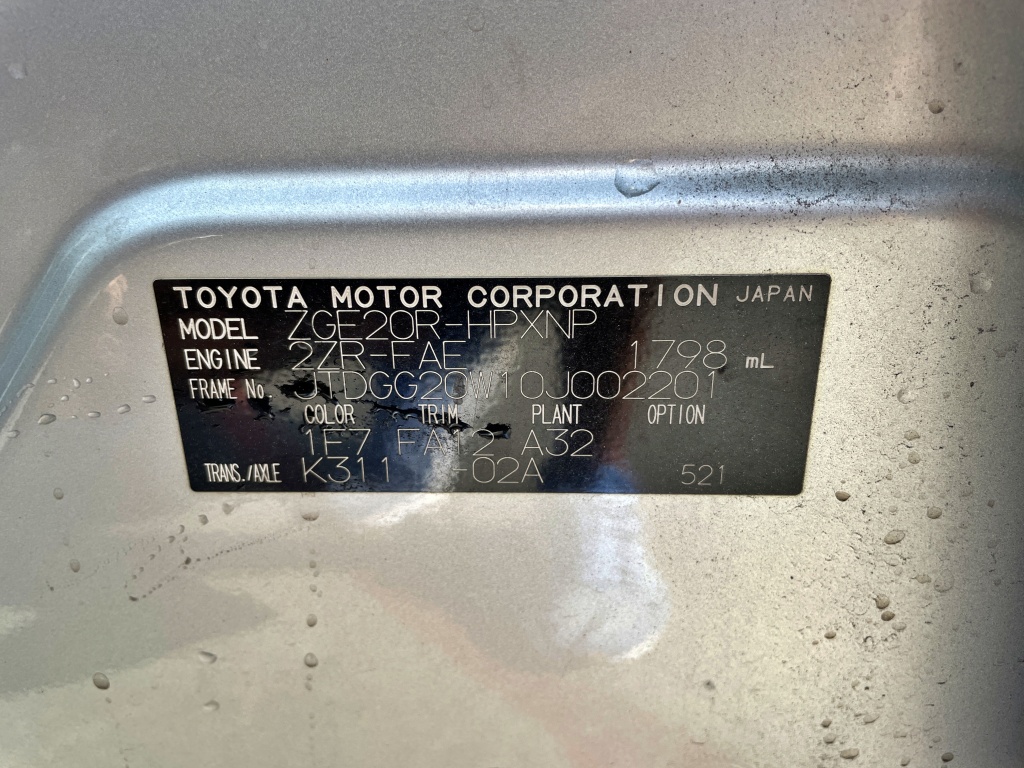 TOYOTA MOTOR CORPORATION JAPAN
MODEL ZGE20R-HPXNP
ENGINE 2ZR-FAE 1798 mL
FRAME No. JTDGG20W10J002201
COLOR TRIM PLANT OPTION
1F7 FA12 A32
TRANS./AXLE K311 -02A 521